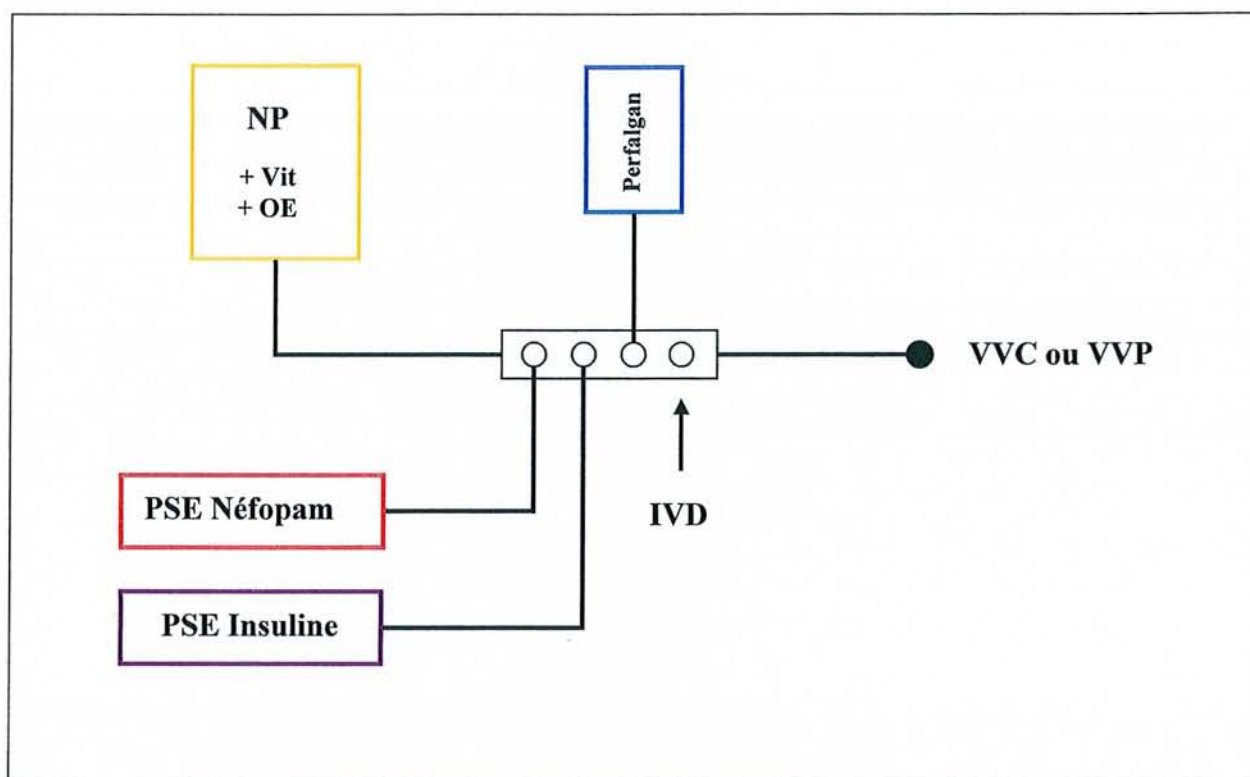 NP
+ Vit
+ OE
Perfalgan
VVC ou VVP
PSE Néfopam
IVD
PSE Insuline